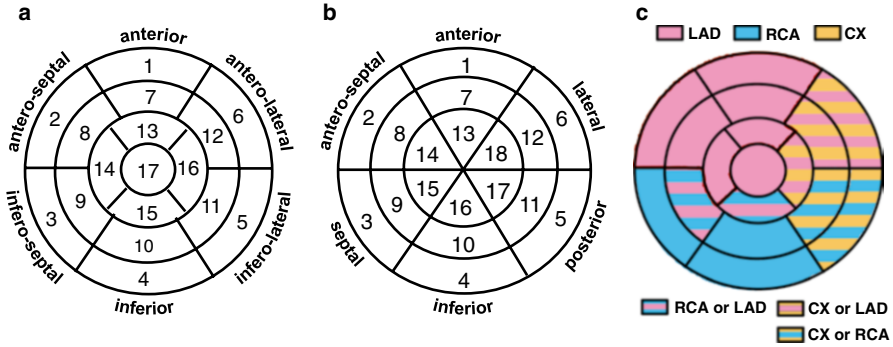 a
anterior
antero-septal
antero-lateral
1
7
2
6
8
13
12
14
17
16
9
15
11
3
5
10
4
infero-septal
infero-lateral
inferior
b
anterior
antero-septal
lateral
1
7
2
6
8
13
12
14
18
15
17
9
16
11
3
5
10
4
septal
posterior
inferior
c
LAD RCA CX
RCA or LAD CX or LAD
CX or RCA